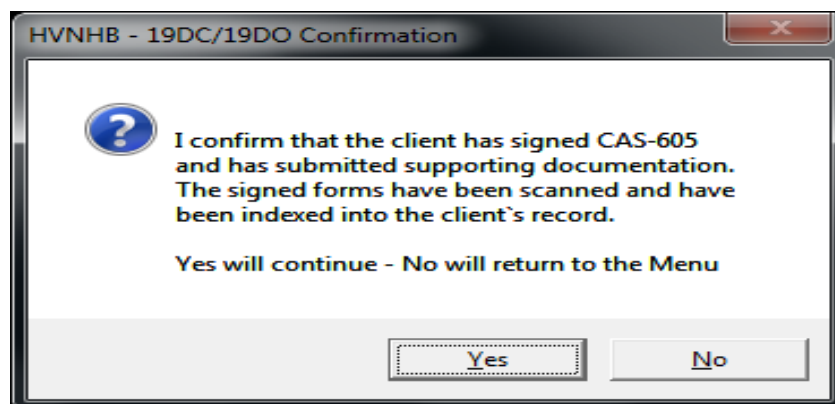 HVNHB - 19DC/19DO Confirmation
I confirm that the client has signed CAS-605
and has submitted supporting documentation.
The signed forms have been scanned and have
been indexed into the client`s record.
Yes will continue - No will return to the Menu
Yes
No